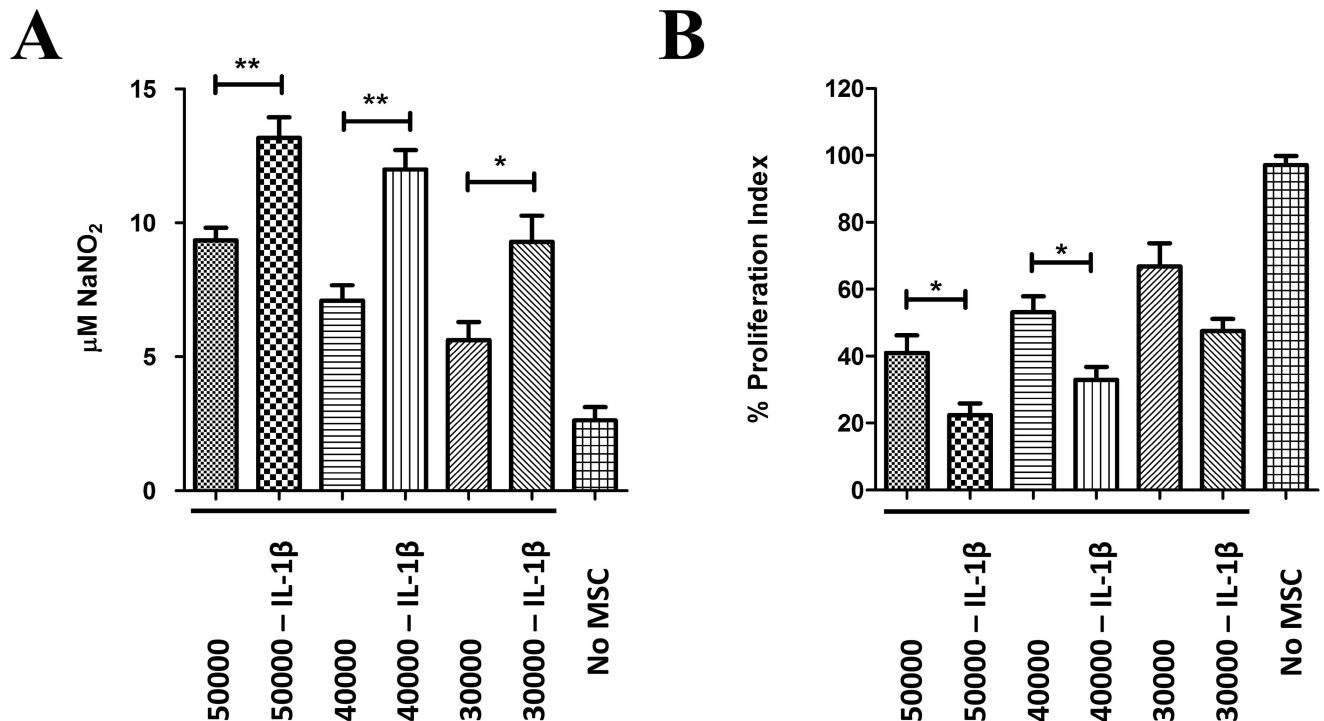 A
**
**
*
15
10
5
0
μM NaNO₂
50000
50000 – IL-1β
40000
40000 – IL-1β
30000
30000 – IL-1β
No MSC
B
*
*
120
100
80
60
40
20
0
% Proliferation Index
50000
50000 – IL-1β
40000
40000 – IL-1β
30000
30000 – IL-1β
No MSC